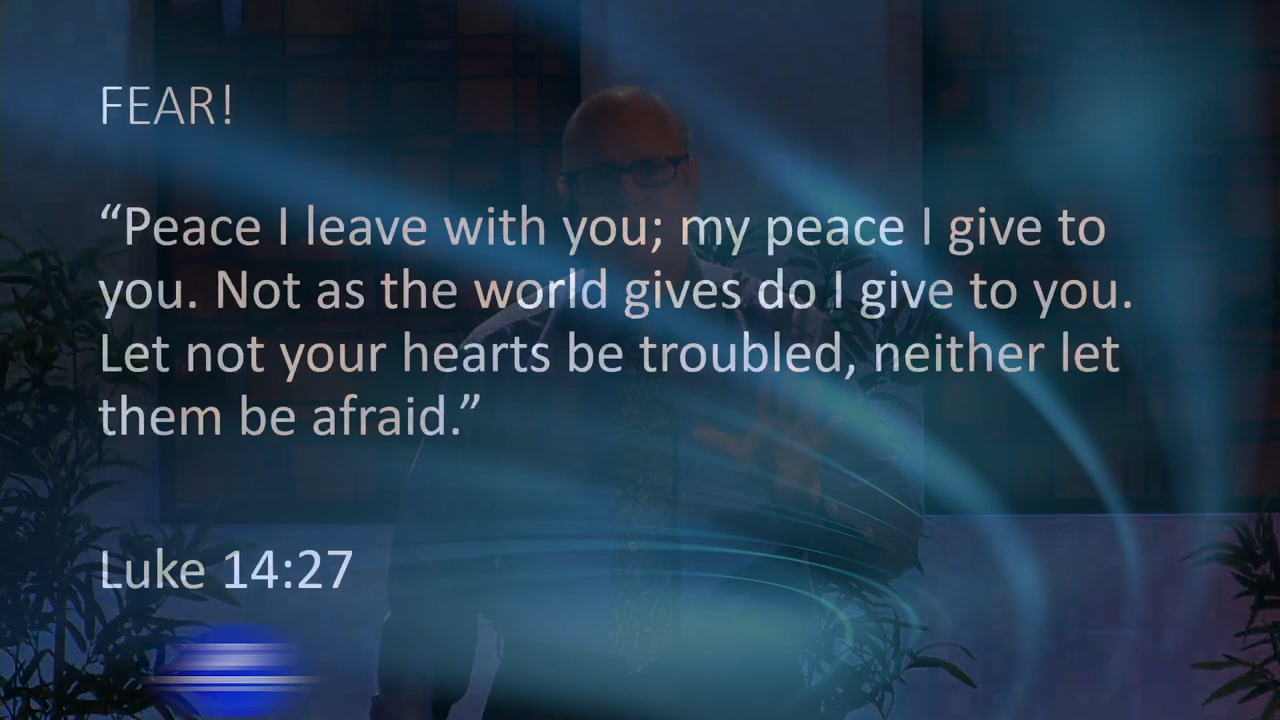 FEAR!
“Peace I leave with you; my peace I give to
you. Not as the world gives do I give to you.
Let not your hearts be troubled, neither let
them be afraid.”
Luke 14:27